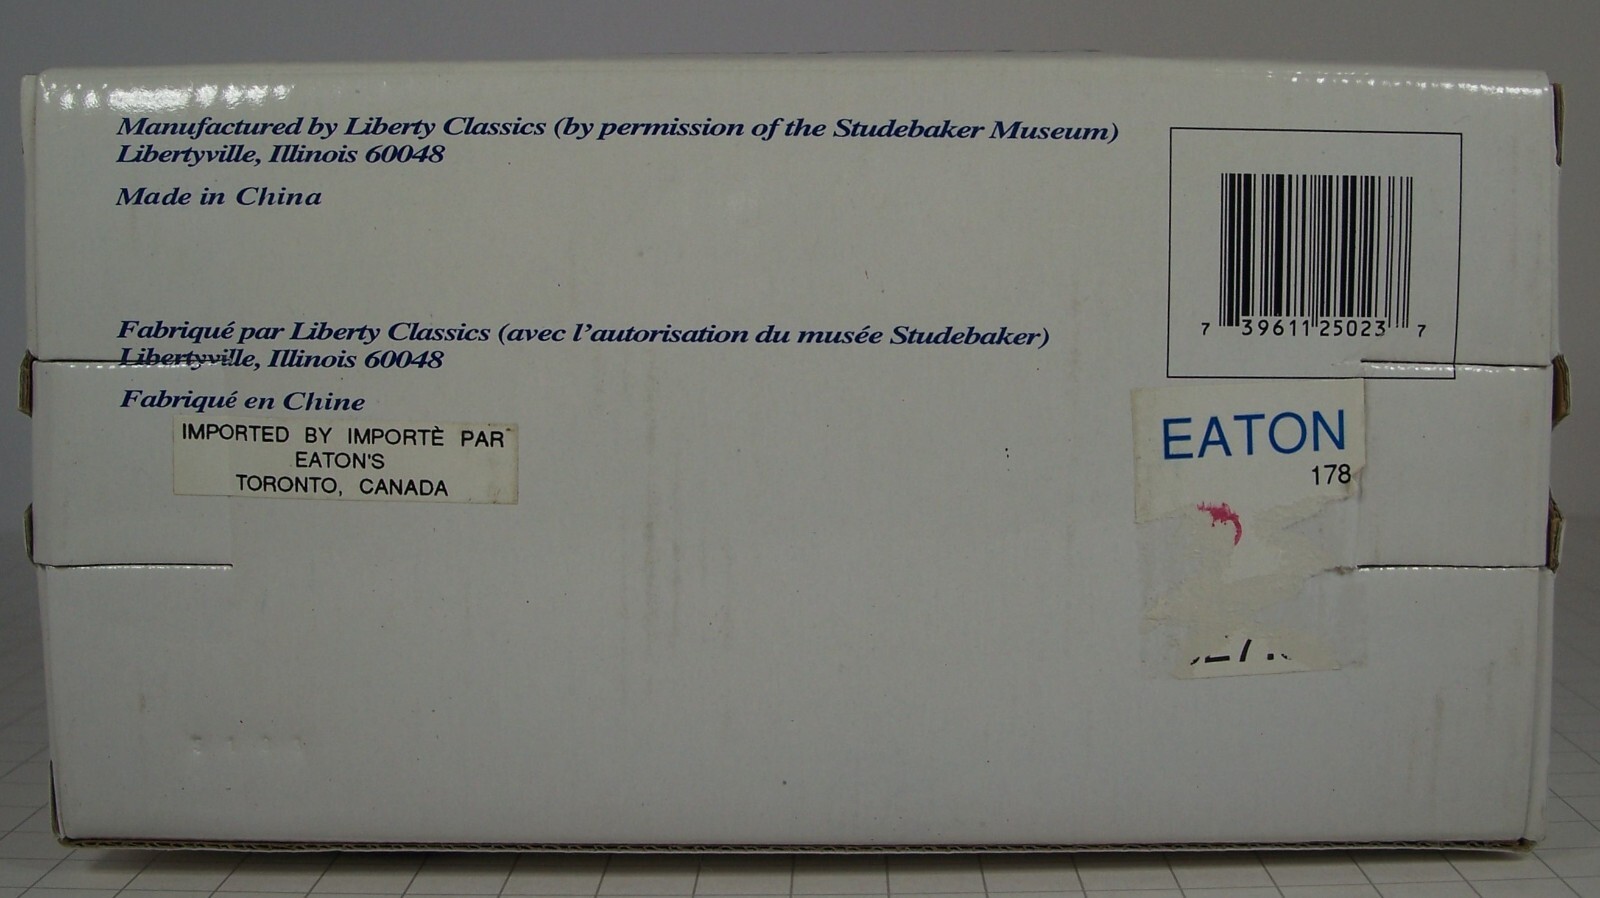 Manufactured by Liberty Classics (by permission of the Studebaker Museum)
Libertyville, Illinois 60048
Made in China
7 39611 25023 7
Fabriqué par Liberty Classics (avec l'autorisation du musée Studebaker)
Libertyville, Illinois 60048
Fabriqué en Chine
IMPORTED BY IMPORTÈ PAR
EATON'S
TORONTO, CANADA
EATON
178